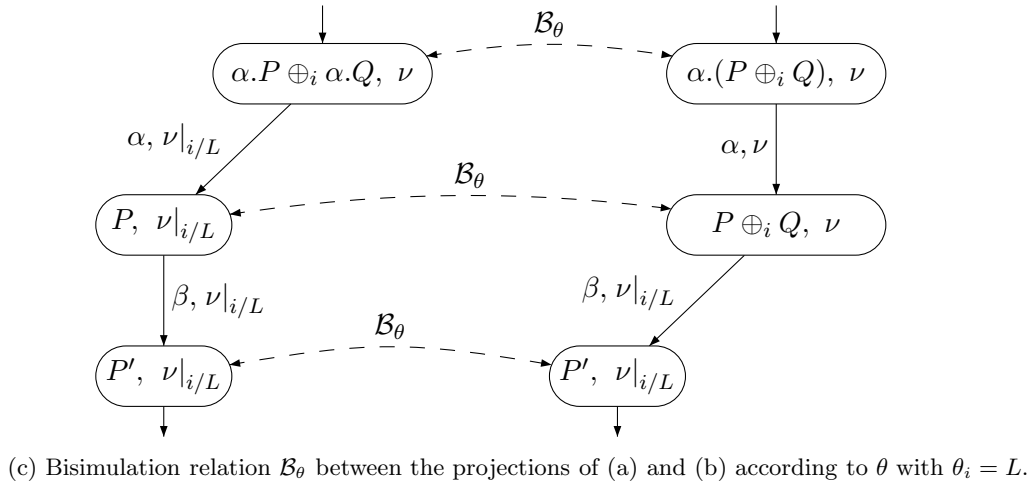 ℬ_θ
α.P ⊕_i α.Q, ν
α.(P ⊕_i Q), ν
α, ν|_{i/L}
α, ν
ℬ_θ
P, ν|_{i/L}
P ⊕_i Q, ν
β, ν|_{i/L}
β, ν|_{i/L}
ℬ_θ
P′, ν|_{i/L}
P′, ν|_{i/L}
(c) Bisimulation relation ℬ_θ between the projections of (a) and (b) according to θ with θ_i = L.